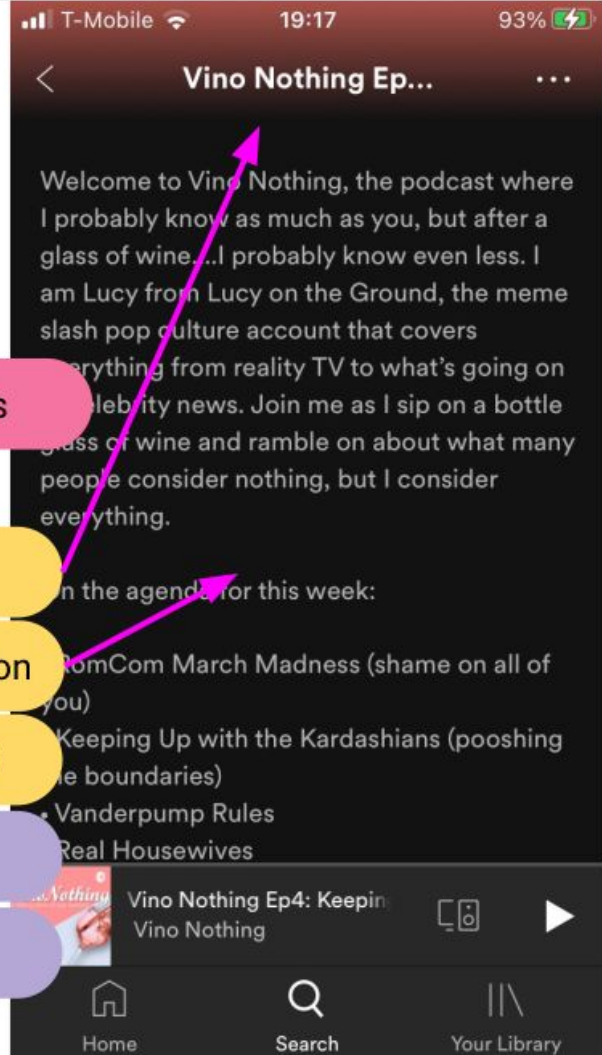 T-Mobile 19:17 93%
Vino Nothing Ep...
Welcome to Vino Nothing, the podcast where
I probably know as much as you, but after a
glass of wine....I probably know even less. I
am Lucy from Lucy on the Ground, the meme
slash pop culture account that covers
everything from reality TV to what's going on
s
celebrity news. Join me as I sip on a bottle
glass of wine and ramble on about what many
people consider nothing, but I consider
everything.
On the agenda for this week:
on
RomCom March Madness (shame on all of
you)
Keeping Up with the Kardashians (pooshing
the boundaries)
• Vanderpump Rules
Real Housewives
Nothing
Vino Nothing Ep4: Keepin
Vino Nothing
Home Search Your Library